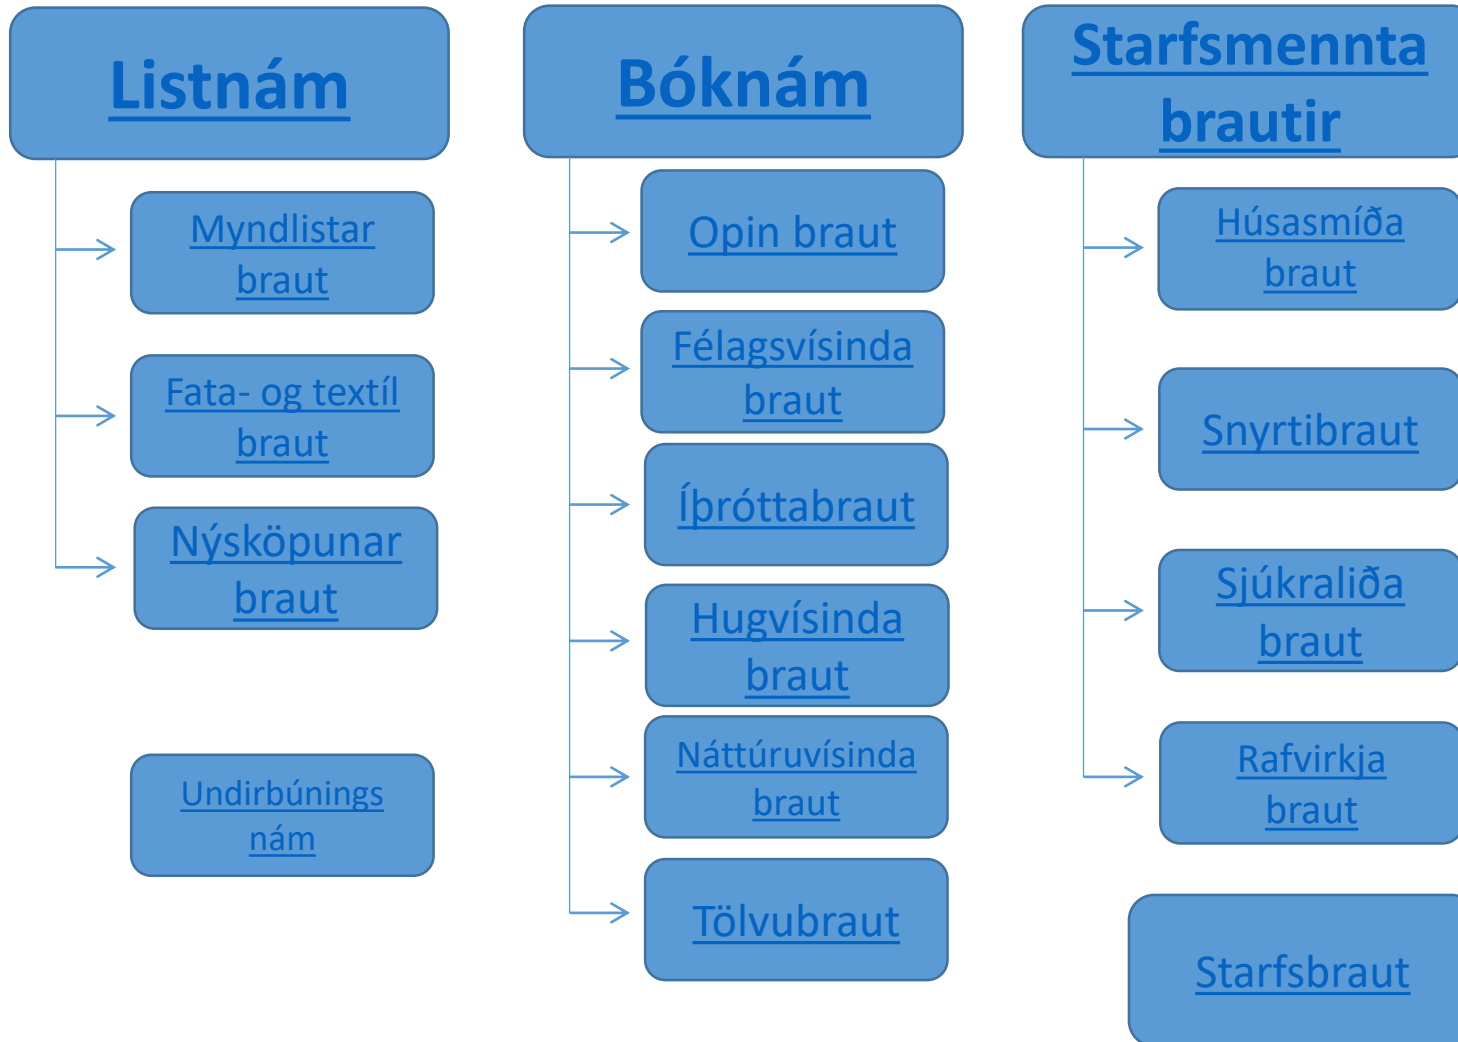 Listnám
Myndlistar
braut
Fata- og textíl
braut
Nýsköpunar
braut
Undirbúnings
nám
Bóknám
Opin braut
Félagsvísinda
braut
Íþróttabraut
Hugvísinda
braut
Náttúruvísinda
braut
Tölvubraut
Starfsmennta
brautir
Húsasmíða
braut
Snyrtibraut
Sjúkraliða
braut
Rafvirkja
braut
Starfsbraut